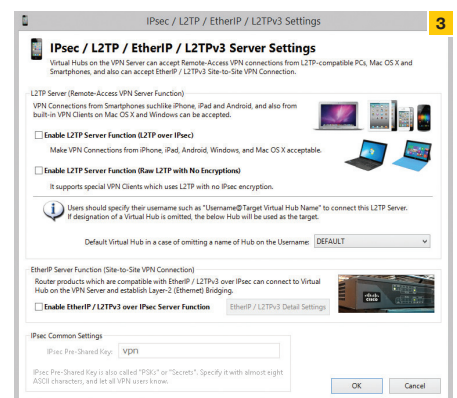 IPsec / L2TP / EtherIP / L2TPv3 Settings
3
IPsec / L2TP / EtherIP / L2TPv3 Server Settings
Virtual Hubs on the VPN Server can accept Remote-Access VPN connections from L2TP-compatible PCs, Mac OS X and
Smartphones, and also can accept EtherIP / L2TPv3 Site-to-Site VPN Connection.
L2TP Server (Remote-Access VPN Server Function)
VPN Connections from Smartphones suchlike iPhone, iPad and Android, and also from
built-in VPN Clients on Mac OS X and Windows can be accepted.
Enable L2TP Server Function (L2TP over IPsec)
Make VPN Connections from iPhone, iPad, Android, Windows, and Mac OS X acceptable.
Enable L2TP Server Function (Raw L2TP with No Encryptions)
It supports special VPN Clients which uses L2TP with no IPsec encryption.
Users should specify their username such as "Username@Target Virtual Hub Name" to connect this L2TP Server.
If designation of a Virtual Hub is omitted, the below Hub will be used as the target.
Default Virtual Hub in a case of omitting a name of Hub on the Username: DEFAULT
EtherIP Server Function (Site-to-Site VPN Connection)
Router products which are compatible with EtherIP / L2TPv3 over IPsec can connect to Virtual
Hub on the VPN Server and establish Layer-2 (Ethernet) Bridging.
Enable EtherIP / L2TPv3 over IPsec Server Function EtherIP / L2TPv3 Detail Settings
IPsec Common Settings
IPsec Pre-Shared Key: vpn
IPsec Pre-Shared Key is also called "PSKs" or "Secrets". Specify it with almost eight
ASCII characters, and let all VPN users know.
OK Cancel